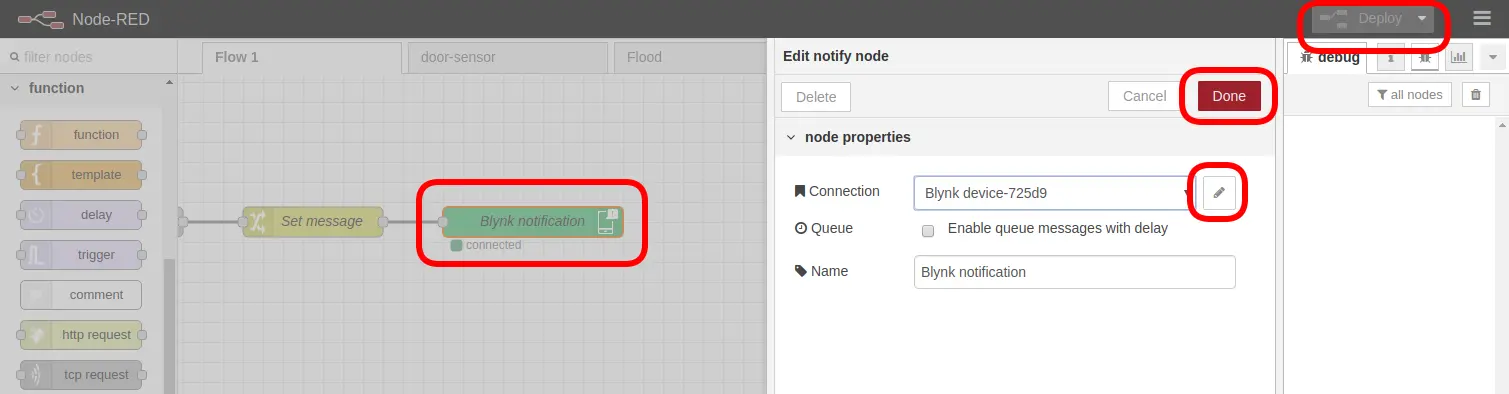 Node-RED
Deploy
filter nodes
Flow 1
door-sensor
Flood
Edit notify node
debug
i
Delete
Cancel
Done
all nodes
function
node properties
function
template
delay
trigger
comment
http request
tcp request
Set message
Blynk notification
connected
Connection
Blynk device-725d9
Queue
Enable queue messages with delay
Name
Blynk notification